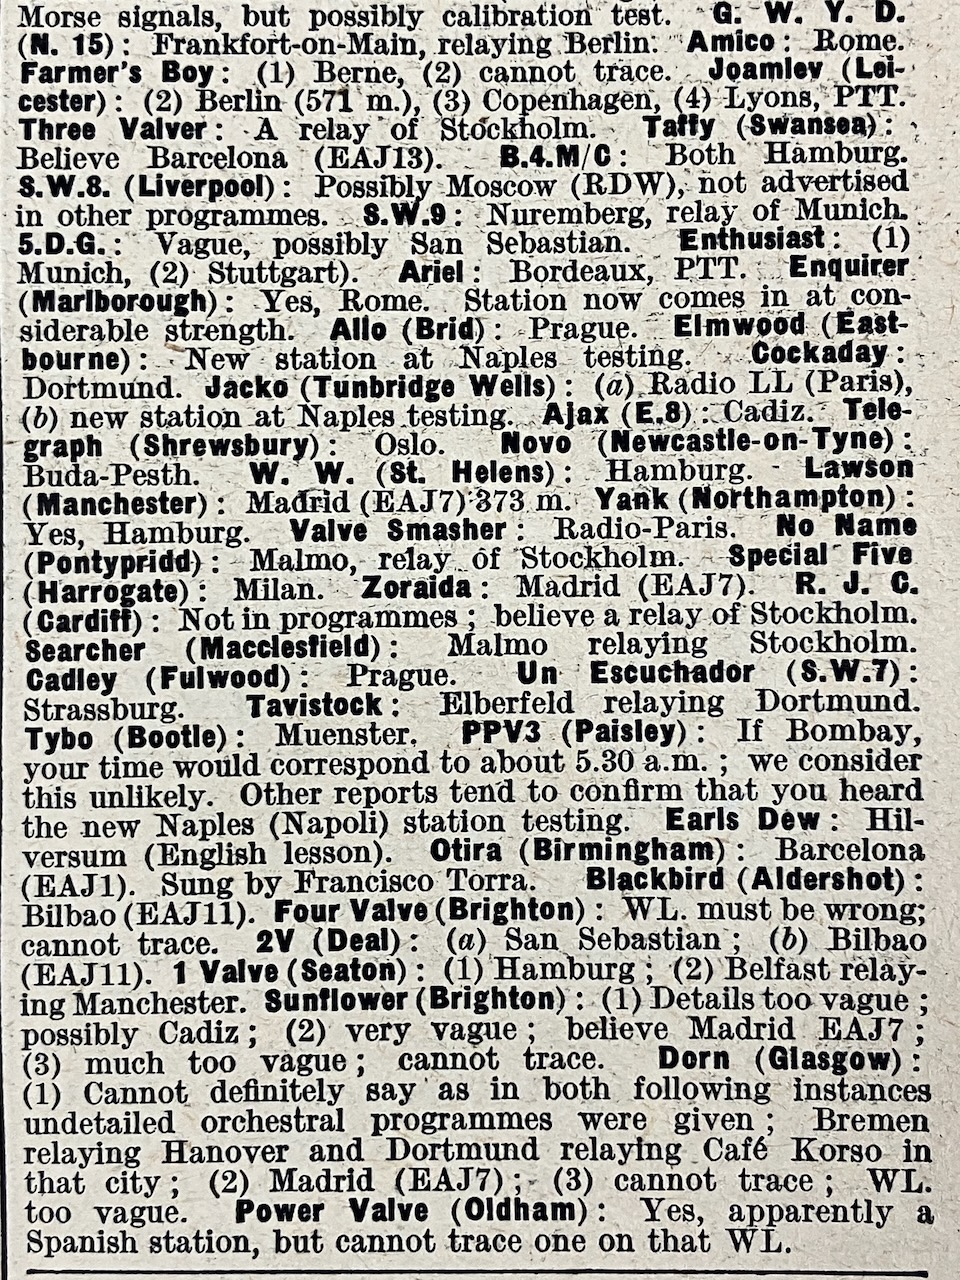 Morse signals, but possibly calibration test. G. W. Y. D.
(N. 15): Frankfort-on-Main, relaying Berlin. Amico: Rome.
Farmer's Boy: (1) Berne, (2) cannot trace. Joamley (Lei-
cester): (2) Berlin (571 m.), (3) Copenhagen, (4) Lyons, PTT.
Three Valver: A relay of Stockholm. Taffy (Swansea):
Believe Barcelona (EAJ13). B.4.M/C: Both Hamburg.
S.W.8. (Liverpool): Possibly Moscow (RDW), not advertised
in other programmes. S.W.9: Nuremberg, relay of Munich.
5.D.G.: Vague, possibly San Sebastian. Enthusiast: (1)
Munich, (2) Stuttgart). Ariel: Bordeaux, PTT. Enquirer
(Marlborough): Yes, Rome. Station now comes in at con-
siderable strength. Allo (Brid): Prague. Elmwood (East-
bourne): New station at Naples testing. Cockaday:
Dortmund. Jacko (Tunbridge Wells): (a) Radio LL (Paris),
(b) new station at Naples testing. Ajax (E.8): Cadiz. Tele-
graph (Shrewsbury): Oslo. Novo (Newcastle-on-Tyne):
Buda-Pesth. W. W. (St. Helens): Hamburg. Lawson
(Manchester): Madrid (EAJ7) 373 m. Yank (Northampton):
Yes, Hamburg. Valve Smasher: Radio-Paris. No Name
(Pontypridd): Malmo, relay of Stockholm. Special Five
(Harrogate): Milan. Zoraida: Madrid (EAJ7). R. J. C.
(Cardiff): Not in programmes; believe a relay of Stockholm.
Searcher (Macclesfield): Malmo relaying Stockholm.
Cadley (Fulwood): Prague. Un Escuchador (S.W.7):
Strassburg. Tavistock: Elberfeld relaying Dortmund.
Tybo (Bootle): Muenster. PPV3 (Paisley): If Bombay,
your time would correspond to about 5.30 a.m.; we consider
this unlikely. Other reports tend to confirm that you heard
the new Naples (Napoli) station testing. Earls Dew: Hil-
versum (English lesson). Otira (Birmingham): Barcelona
(EAJ1). Sung by Francisco Torra. Blackbird (Aldershot):
Bilbao (EAJ11). Four Valve (Brighton): WL. must be wrong;
cannot trace. 2V (Deal): (a) San Sebastian; (b) Bilbao
(EAJ11). 1 Valve (Seaton): (1) Hamburg; (2) Belfast relay-
ing Manchester. Sunflower (Brighton): (1) Details too vague;
possibly Cadiz; (2) very vague; believe Madrid EAJ7;
(3) much too vague; cannot trace. Dorn (Glasgow):
(1) Cannot definitely say as in both following instances
undetailed orchestral programmes were given; Bremen
relaying Hanover and Dortmund relaying Café Korso in
that city; (2) Madrid (EAJ7); (3) cannot trace; WL.
too vague. Power Valve (Oldham): Yes, apparently a
Spanish station, but cannot trace one on that WL.